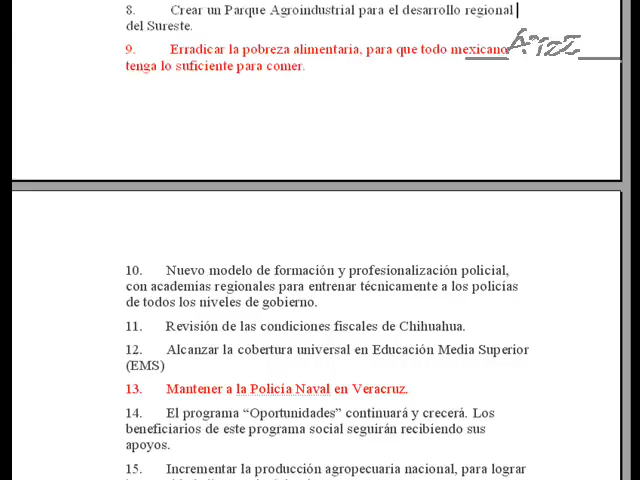 8. Crear un Parque Agroindustrial para el desarrollo regional
del Sureste.
9. Erradicar la pobreza alimentaria, para que todo mexicano
tenga lo suficiente para comer.
10. Nuevo modelo de formación y profesionalización policial,
con academias regionales para entrenar técnicamente a los policías
de todos los niveles de gobierno.
11. Revisión de las condiciones fiscales de Chihuahua.
12. Alcanzar la cobertura universal en Educación Media Superior
(EMS)
13. Mantener a la Policía Naval en Veracruz.
14. El programa “Oportunidades” continuará y crecerá. Los
beneficiarios de este programa social seguirán recibiendo sus
apoyos.
15. Incrementar la producción agropecuaria nacional, para lograr